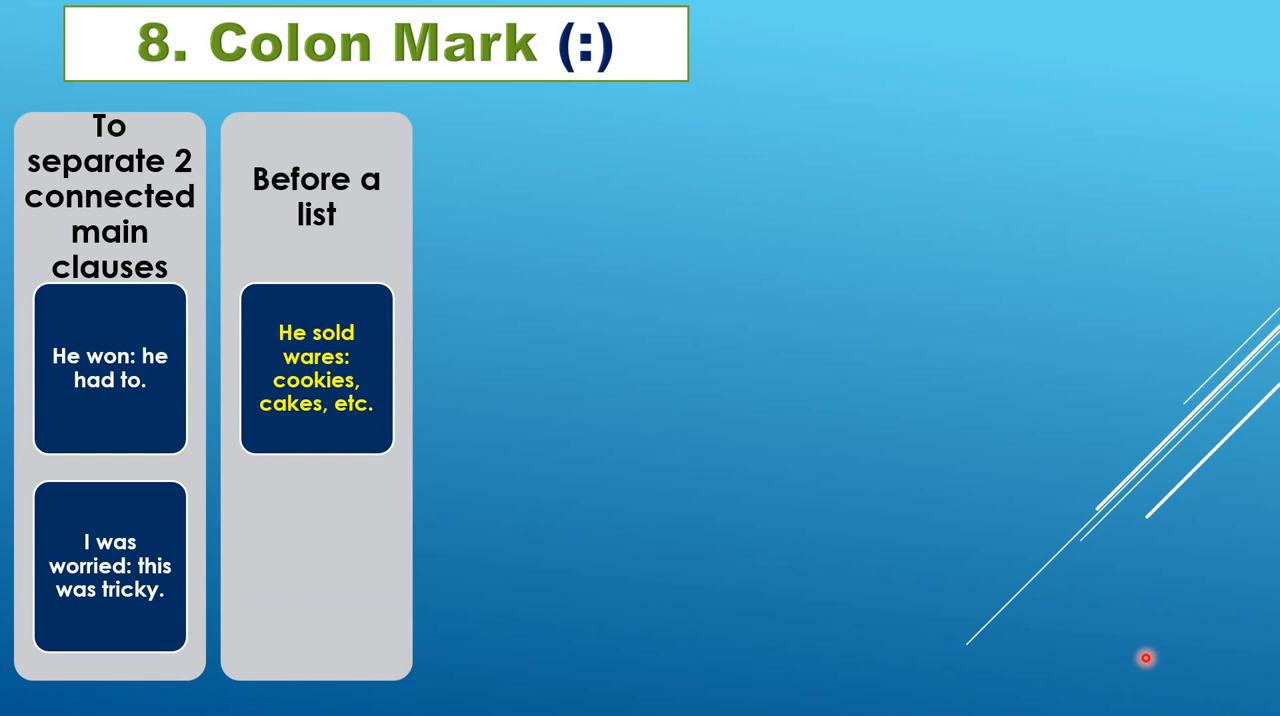 8. Colon Mark (:)
To
separate 2
connected
main
clauses
He won: he
had to.
I was
worried: this
was tricky.
Before a
list
He sold
wares:
cookies,
cakes, etc.